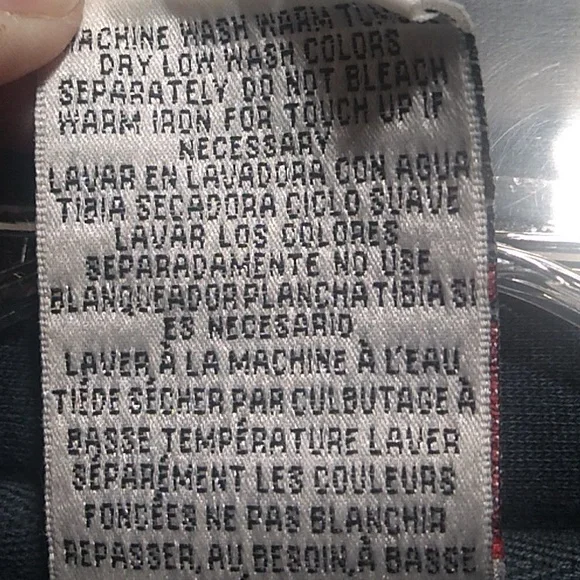 MACHINE WASH WARM TUMBLE
DRY LOW WASH COLORS
SEPARATELY DO NOT BLEACH
WARM IRON FOR TOUCH UP IF
NECESSARY
LAVAR EN LAVADORA CON AGUA
TIBIA SECADORA CICLO SUAVE
LAVAR LOS COLORES
SEPARADAMENTE NO USE
BLANQUEADOR PLANCHA TIBIA SI
ES NECESARIO
LAVER À LA MACHINE À L'EAU
TIÉDE SÉCHER PAR CULBUTAGE À
BASSE TEMPÉRATURE LAVER
SÉPARÉMENT LES COULEURS
FONCÉES NE PAS BLANCHIR
REPASSER, AU, BESOIN, À BASSE